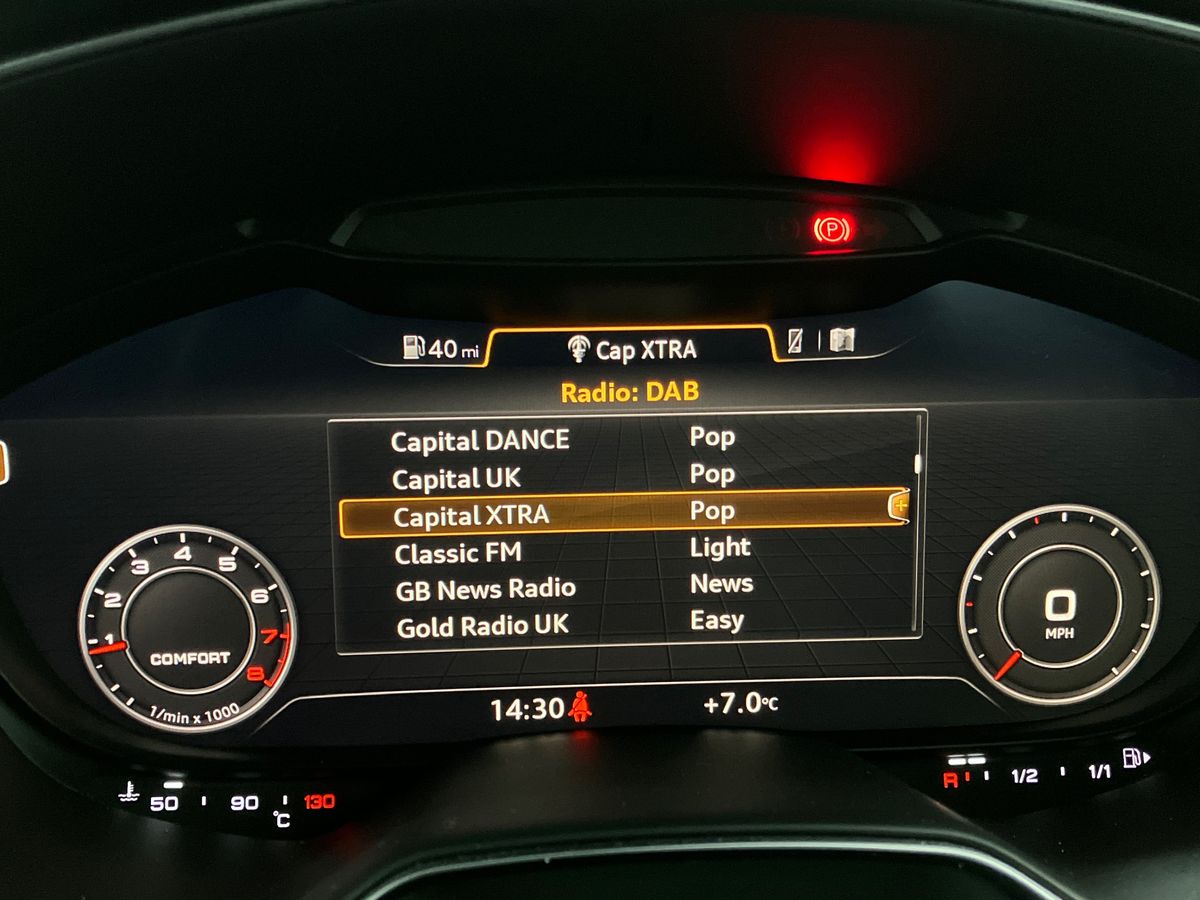 P
40 mi
Cap XTRA
Radio: DAB
Capital DANCE Pop
Capital UK Pop
Capital XTRA Pop
Classic FM Light
GB News Radio News
Gold Radio UK Easy
1 2 3 4 5 6 7 8
COMFORT
1/min x 1000
0
MPH
14:30
+7.0°C
50 90 130
°C
R 1/2 1/1